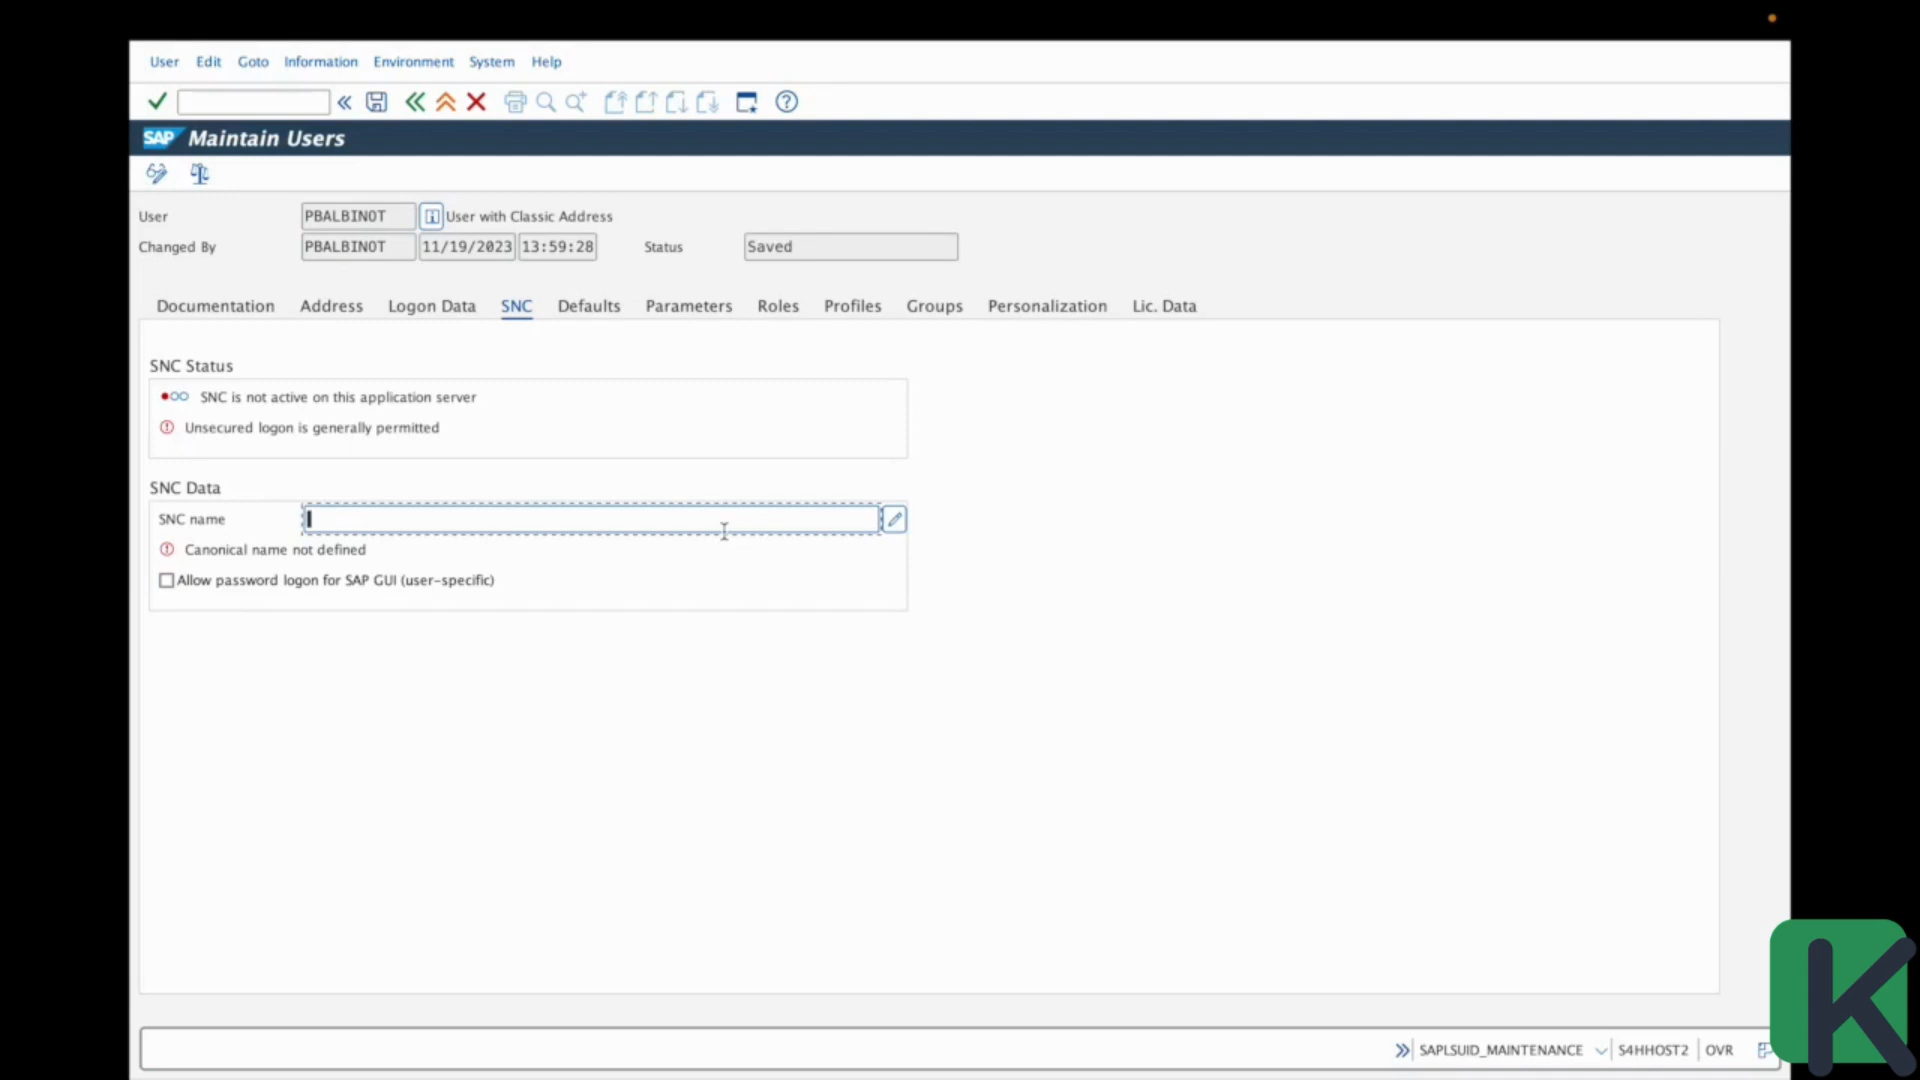 User Edit Goto Information Environment System Help
SAP Maintain Users
User PBALBINOT User with Classic Address
Changed By PBALBINOT 11/19/2023 13:59:28 Status Saved
Documentation Address Logon Data SNC Defaults Parameters Roles Profiles Groups Personalization Lic. Data
SNC Status
SNC is not active on this application server
Unsecured logon is generally permitted
SNC Data
SNC name
Canonical name not defined
Allow password logon for SAP GUI (user-specific)
SAPLSUID_MAINTENANCE S4HHOST2 OVR
K